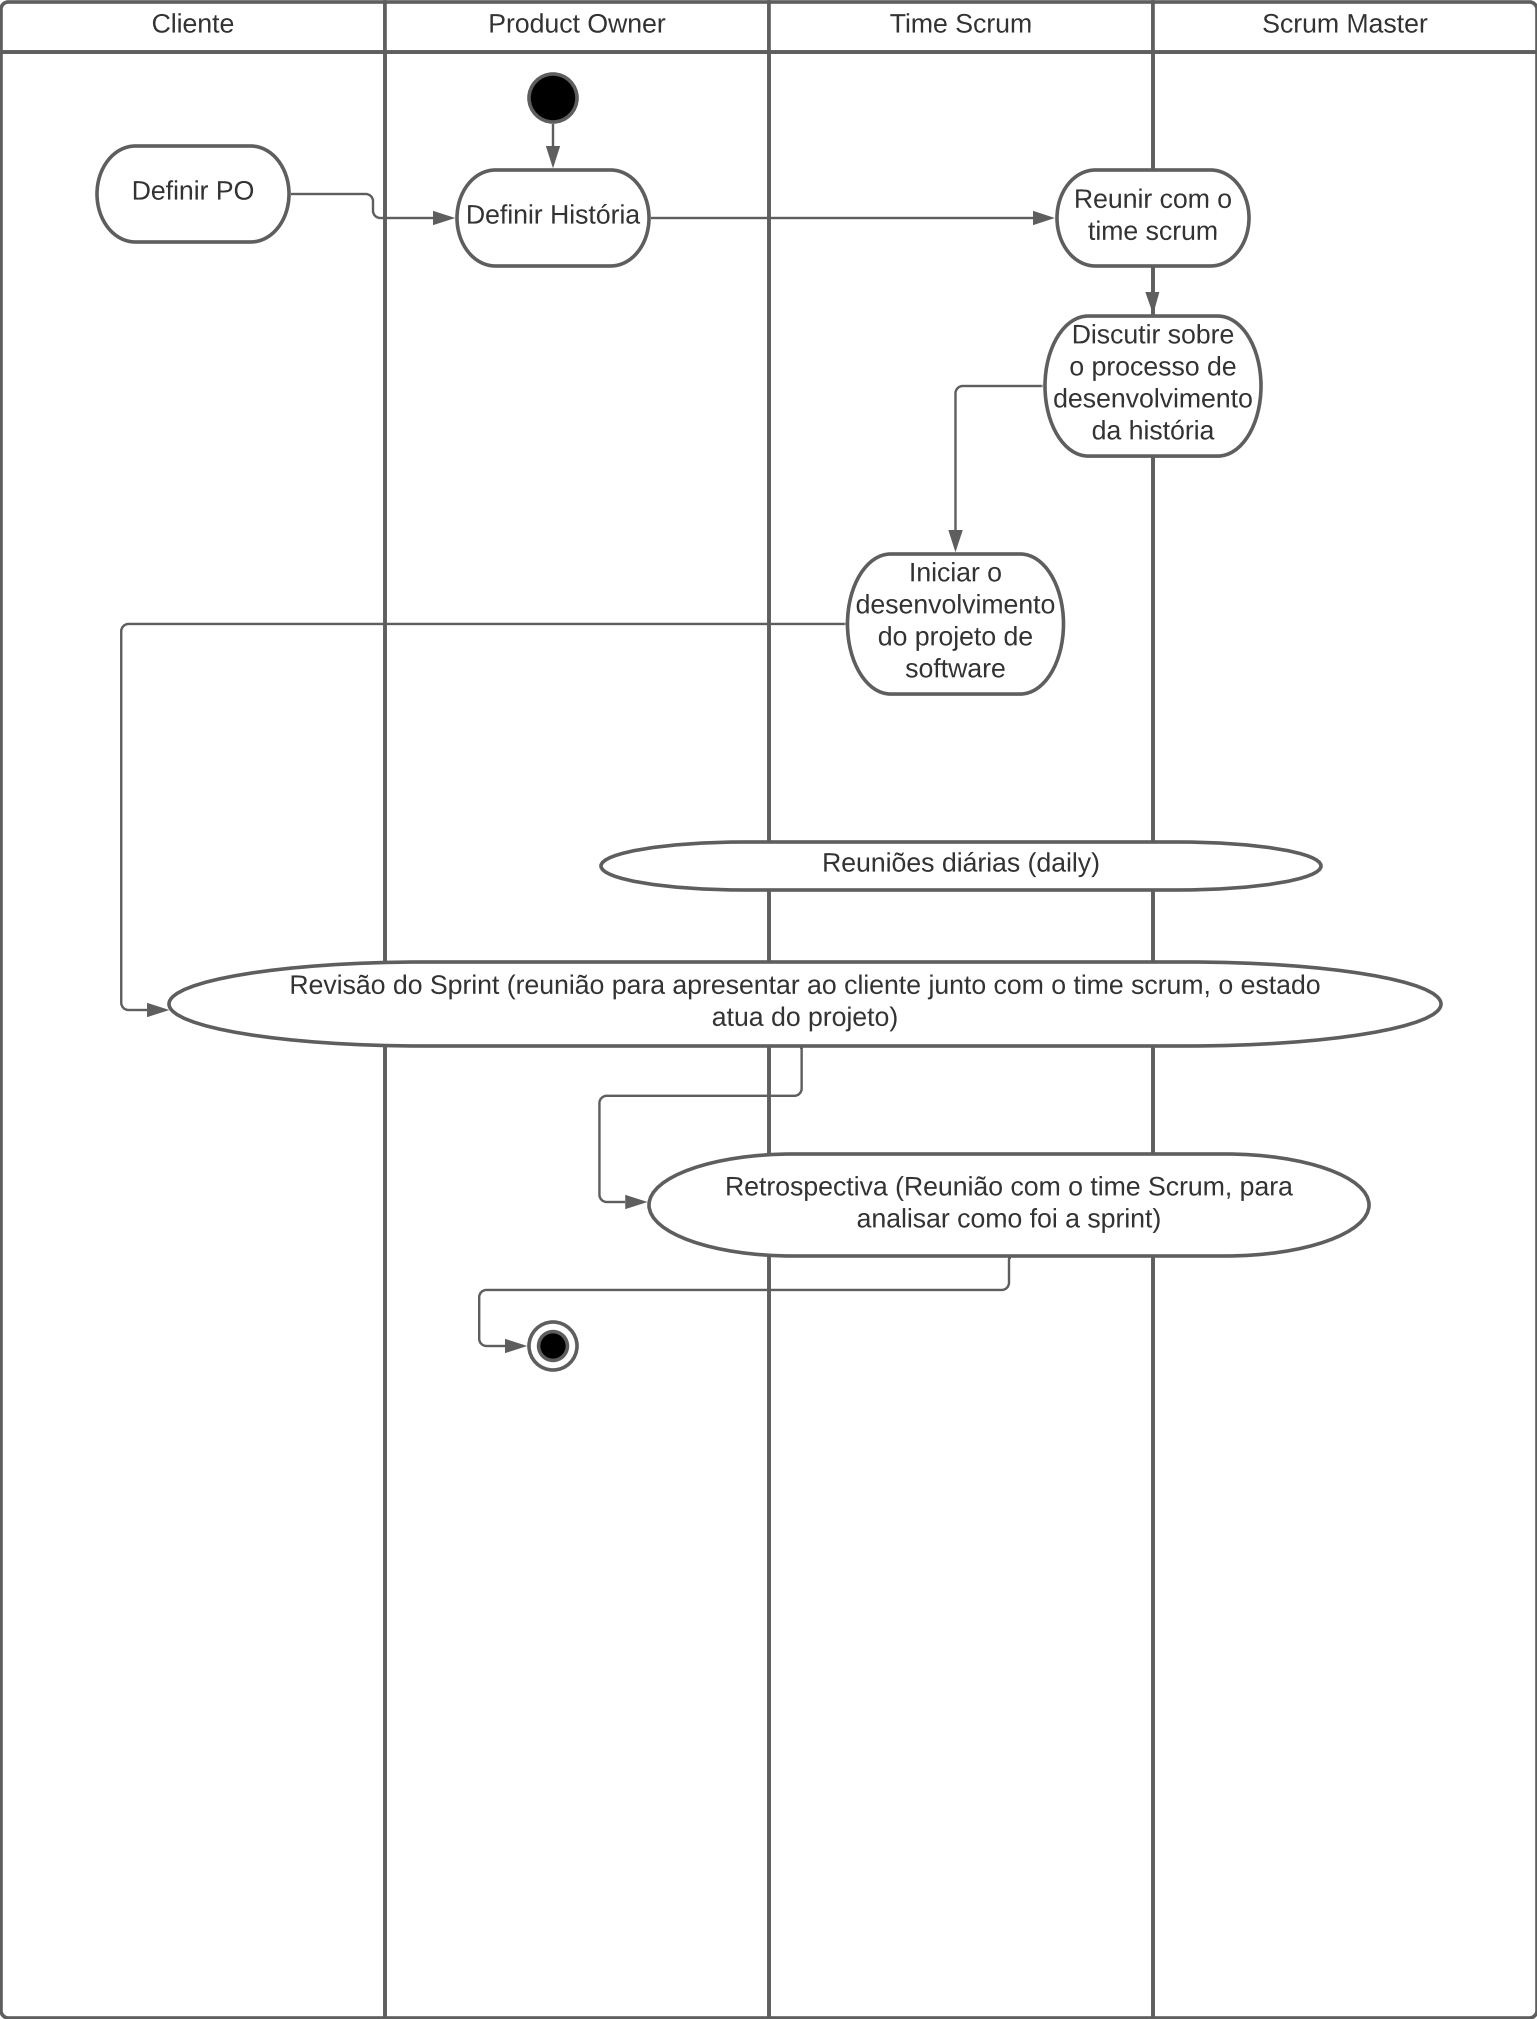 Cliente
Product Owner
Time Scrum
Scrum Master
Definir PO
Definir História
Reunir com o
time scrum
Discutir sobre
o processo de
desenvolvimento
da história
Iniciar o
desenvolvimento
do projeto de
software
Reuniões diárias (daily)
Revisão do Sprint (reunião para apresentar ao cliente junto com o time scrum, o estado
atua do projeto)
Retrospectiva (Reunião com o time Scrum, para
analisar como foi a sprint)